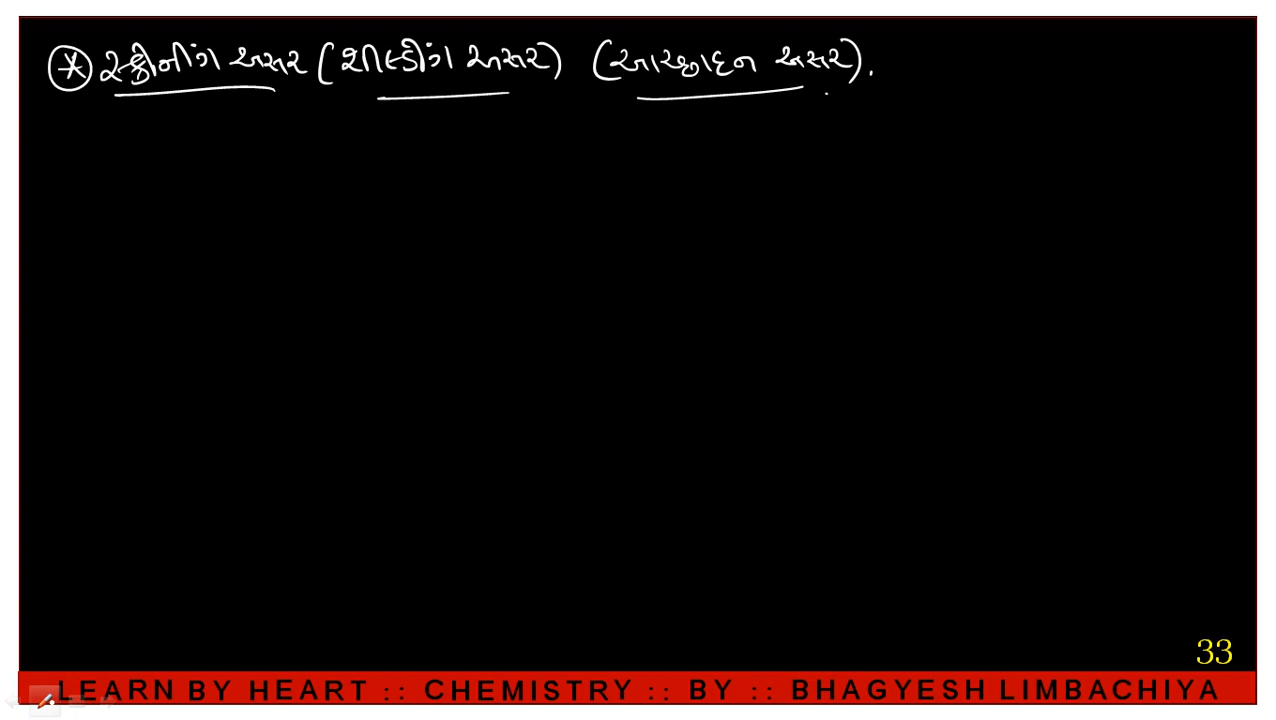 * સ્ક્રીનીંગ અસર (શીલ્ડીંગ અસર) (આચ્છાદન અસર).
33
LEARN BY HEART :: CHEMISTRY :: BY :: BHAGYESH LIMBACHIYA